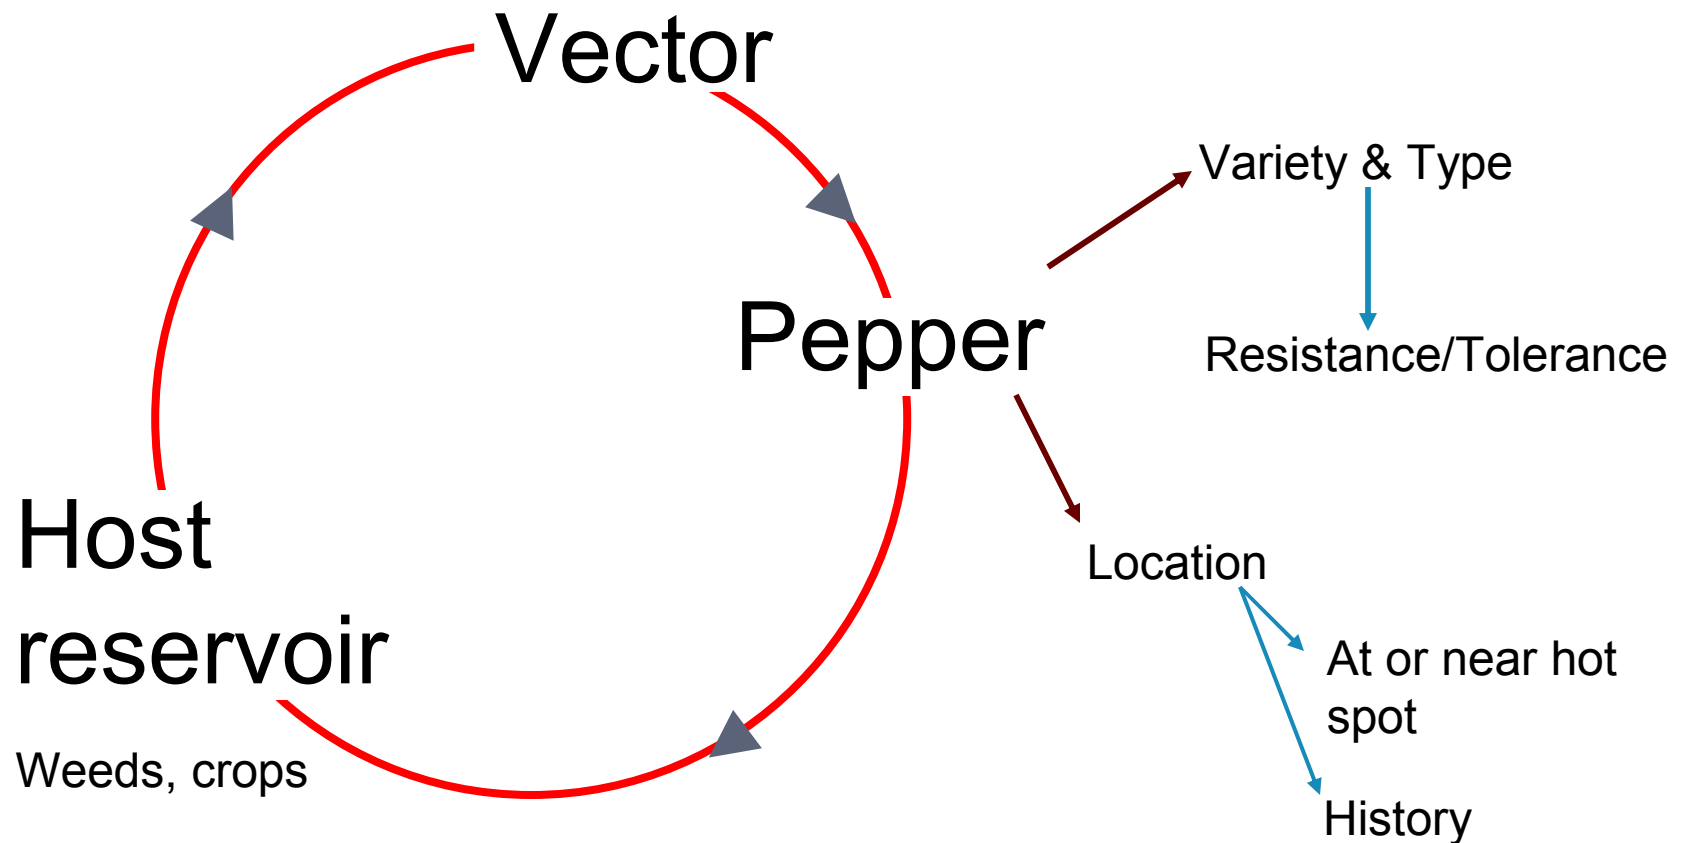 Vector
Variety & Type
Pepper
Resistance/Tolerance
Host
reservoir
Location
At or near hot
spot
Weeds, crops
History